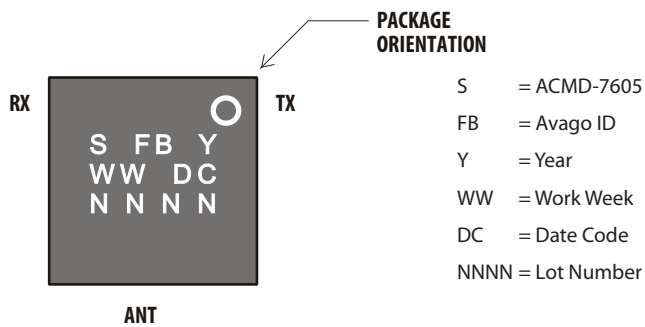 PACKAGE
ORIENTATION
RX
TX
S FB Y
WW DC
N N N N
ANT
S = ACMD-7605
FB = Avago ID
Y = Year
WW = Work Week
DC = Date Code
NNNN = Lot Number